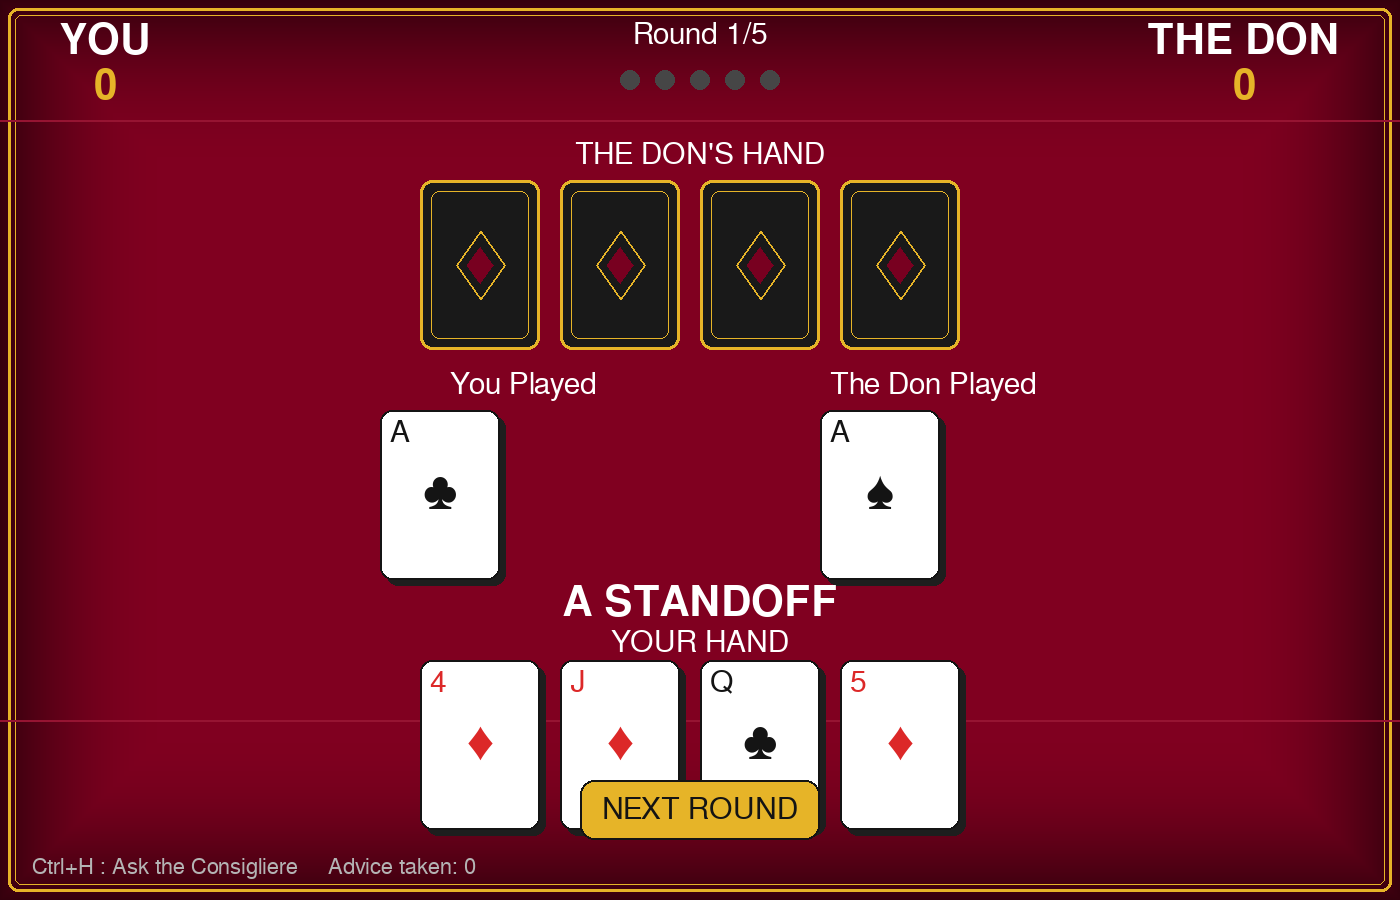 YOU
0
Round 1/5
THE DON
0
THE DON'S HAND
You Played
The Don Played
A
A
A STANDOFF
YOUR HAND
4
J
Q
5
NEXT ROUND
Ctrl+H : Ask the Consigliere
Advice taken: 0